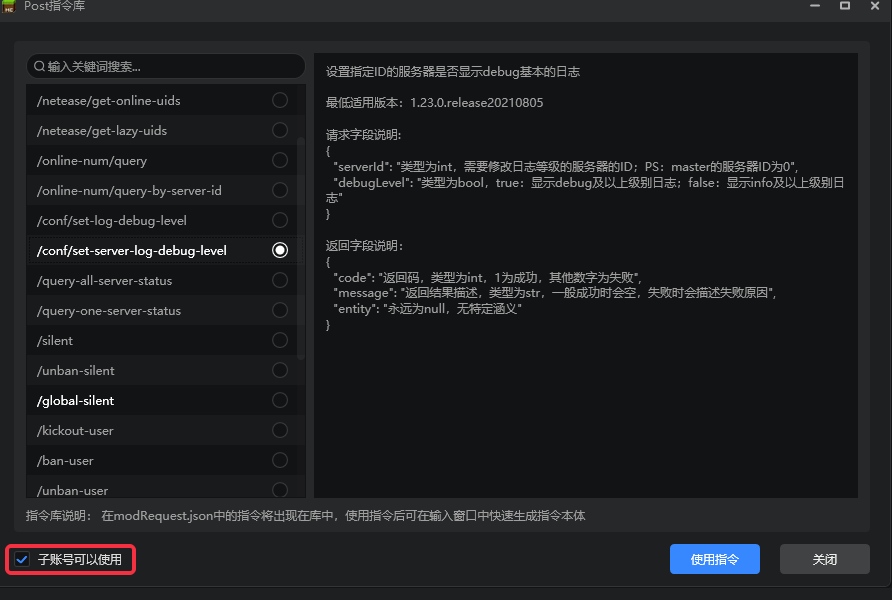 Post指令库
输入关键词搜索...
/netease/get-online-uids
/netease/get-lazy-uids
/online-num/query
/online-num/query-by-server-id
/conf/set-log-debug-level
/conf/set-server-log-debug-level
/query-all-server-status
/query-one-server-status
/silent
/unban-silent
/global-silent
/kickout-user
/ban-user
/unban-user
设置指定ID的服务器是否显示debug基本的日志
最低适用版本：1.23.0.release20210805
请求字段说明:
{
"serverId": "类型为int，需要修改日志等级的服务器的ID；PS：master的服务器ID为0",
"debugLevel": "类型为bool，true：显示debug及以上级别日志；false：显示info及以上级别日
志"
}
返回字段说明：
{
"code": "返回码，类型为int，1为成功，其他数字为失败",
"message": "返回结果描述，类型为str，一般成功时会空，失败时会描述失败原因",
"entity": "永远为null，无特定涵义"
}
指令库说明： 在modRequest.json中的指令将出现在库中，使用指令后可在输入窗口中快速生成指令本体
子账号可以使用
使用指令
关闭